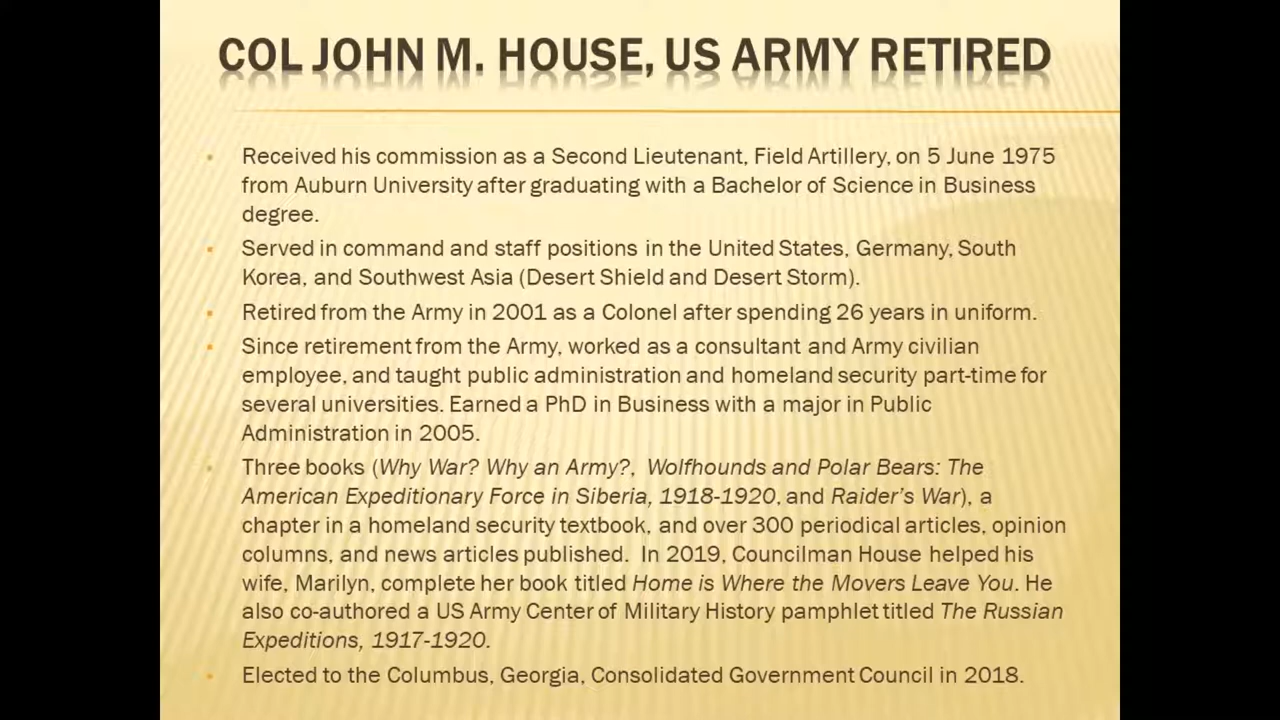 COL JOHN M. HOUSE, US ARMY RETIRED
Received his commission as a Second Lieutenant, Field Artillery, on 5 June 1975
from Auburn University after graduating with a Bachelor of Science in Business
degree.
Served in command and staff positions in the United States, Germany, South
Korea, and Southwest Asia (Desert Shield and Desert Storm).
Retired from the Army in 2001 as a Colonel after spending 26 years in uniform.
Since retirement from the Army, worked as a consultant and Army civilian
employee, and taught public administration and homeland security part-time for
several universities. Earned a PhD in Business with a major in Public
Administration in 2005.
Three books (Why War? Why an Army?, Wolfhounds and Polar Bears: The
American Expeditionary Force in Siberia, 1918-1920, and Raider's War), a
chapter in a homeland security textbook, and over 300 periodical articles, opinion
columns, and news articles published. In 2019, Councilman House helped his
wife, Marilyn, complete her book titled Home is Where the Movers Leave You. He
also co-authored a US Army Center of Military History pamphlet titled The Russian
Expeditions, 1917-1920.
Elected to the Columbus, Georgia, Consolidated Government Council in 2018.